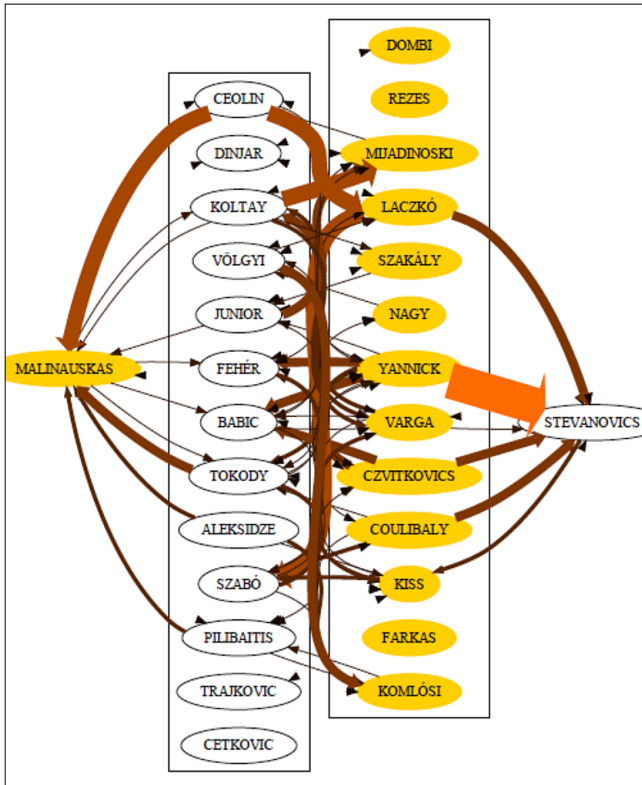 DOMBI
CEOLIN
REZES
DINJAR
MIJADINOSKI
KOLTAY
LACZKÓ
VÖLGYI
SZAKÁLY
JUNIOR
NAGY
MALINAUSKAS
FEHÉR
YANNICK
BABIC
VARGA
STEVANOVICS
TOKODY
CZVITKOVICS
ALEKSIDZE
COULIBALY
SZABÓ
KISS
PILIBAITIS
FARKAS
TRAJKOVIC
KOMLÓSI
CETKOVIC